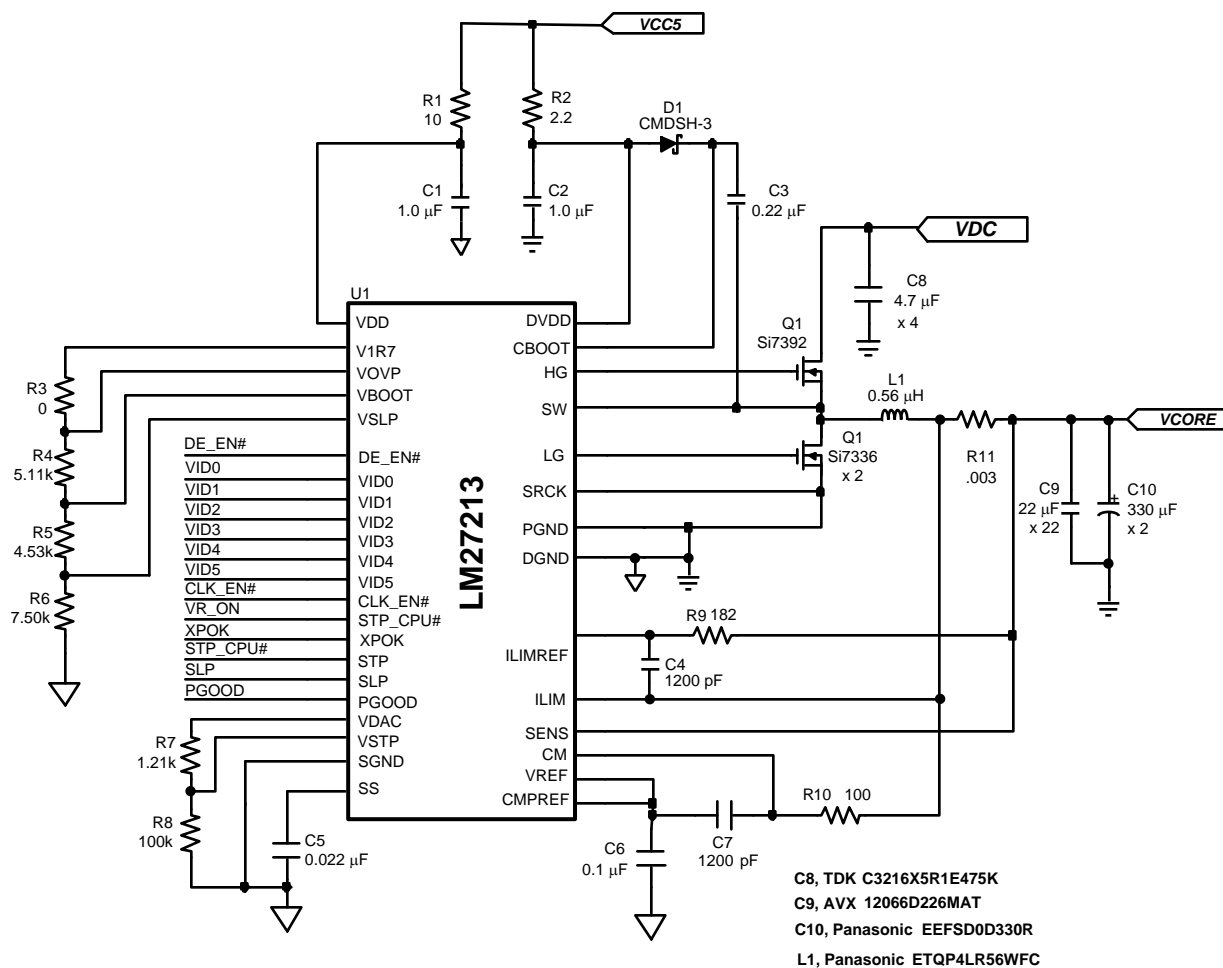 VCC5
R1
10
R2
2.2
D1
CMDSH-3
C1
1.0 µF
C2
1.0 µF
C3
0.22 µF
VDC
C8
4.7 µF
x 4
U1
LM27213
VDD
V1R7
VOVP
VBOOT
VSLP
DE_EN#
VID0
VID1
VID2
VID3
VID4
VID5
CLK_EN#
STP_CPU#
XPOK
STP
SLP
PGOOD
VDAC
VSTP
SGND
SS
DVDD
CBOOT
HG
SW
LG
SRCK
PGND
DGND
ILIMREF
ILIM
SENS
CM
VREF
CMPREF
R3
0
R4
5.11k
R5
4.53k
R6
7.50k
DE_EN#
VID0
VID1
VID2
VID3
VID4
VID5
CLK_EN#
VR_ON
XPOK
STP_CPU#
SLP
PGOOD
R7
1.21k
R8
100k
C5
0.022 µF
Q1
Si7392
L1
0.56 µH
Q1
Si7336
x 2
R11
.003
VCORE
C9
22 µF
x 22
+
C10
330 µF
x 2
R9 182
C4
1200 pF
R10 100
C7
1200 pF
C6
0.1 µF
C8, TDK C3216X5R1E475K
C9, AVX 12066D226MAT
C10, Panasonic EEFSD0D330R
L1, Panasonic ETQP4LR56WFC